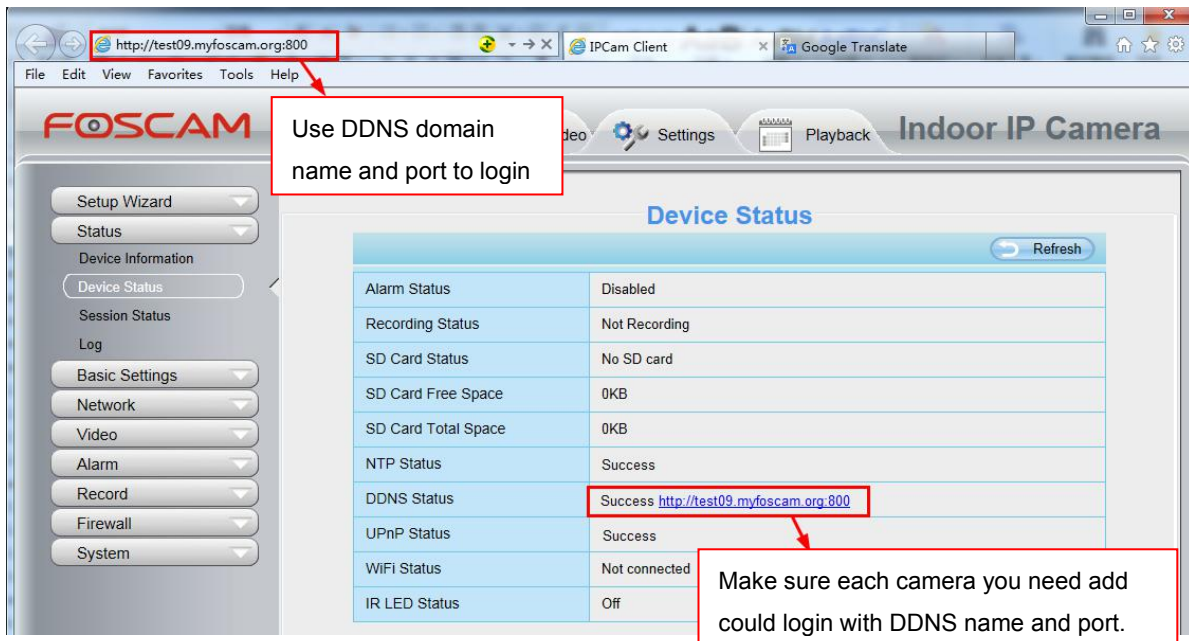 http://test09.myfoscam.org:800
IPCam Client
Google Translate
File Edit View Favorites Tools Help
FOSCAM
Use DDNS domain
name and port to login
deo
Settings
Playback
Indoor IP Camera
Setup Wizard
Status
Device Information
Device Status
Session Status
Log
Basic Settings
Network
Video
Alarm
Record
Firewall
System
Device Status
Refresh
Alarm Status Disabled
Recording Status Not Recording
SD Card Status No SD card
SD Card Free Space 0KB
SD Card Total Space 0KB
NTP Status Success
DDNS Status Success http://test09.myfoscam.org:800
UPnP Status Success
WiFi Status Not connected
IR LED Status Off
Make sure each camera you need add
could login with DDNS name and port.